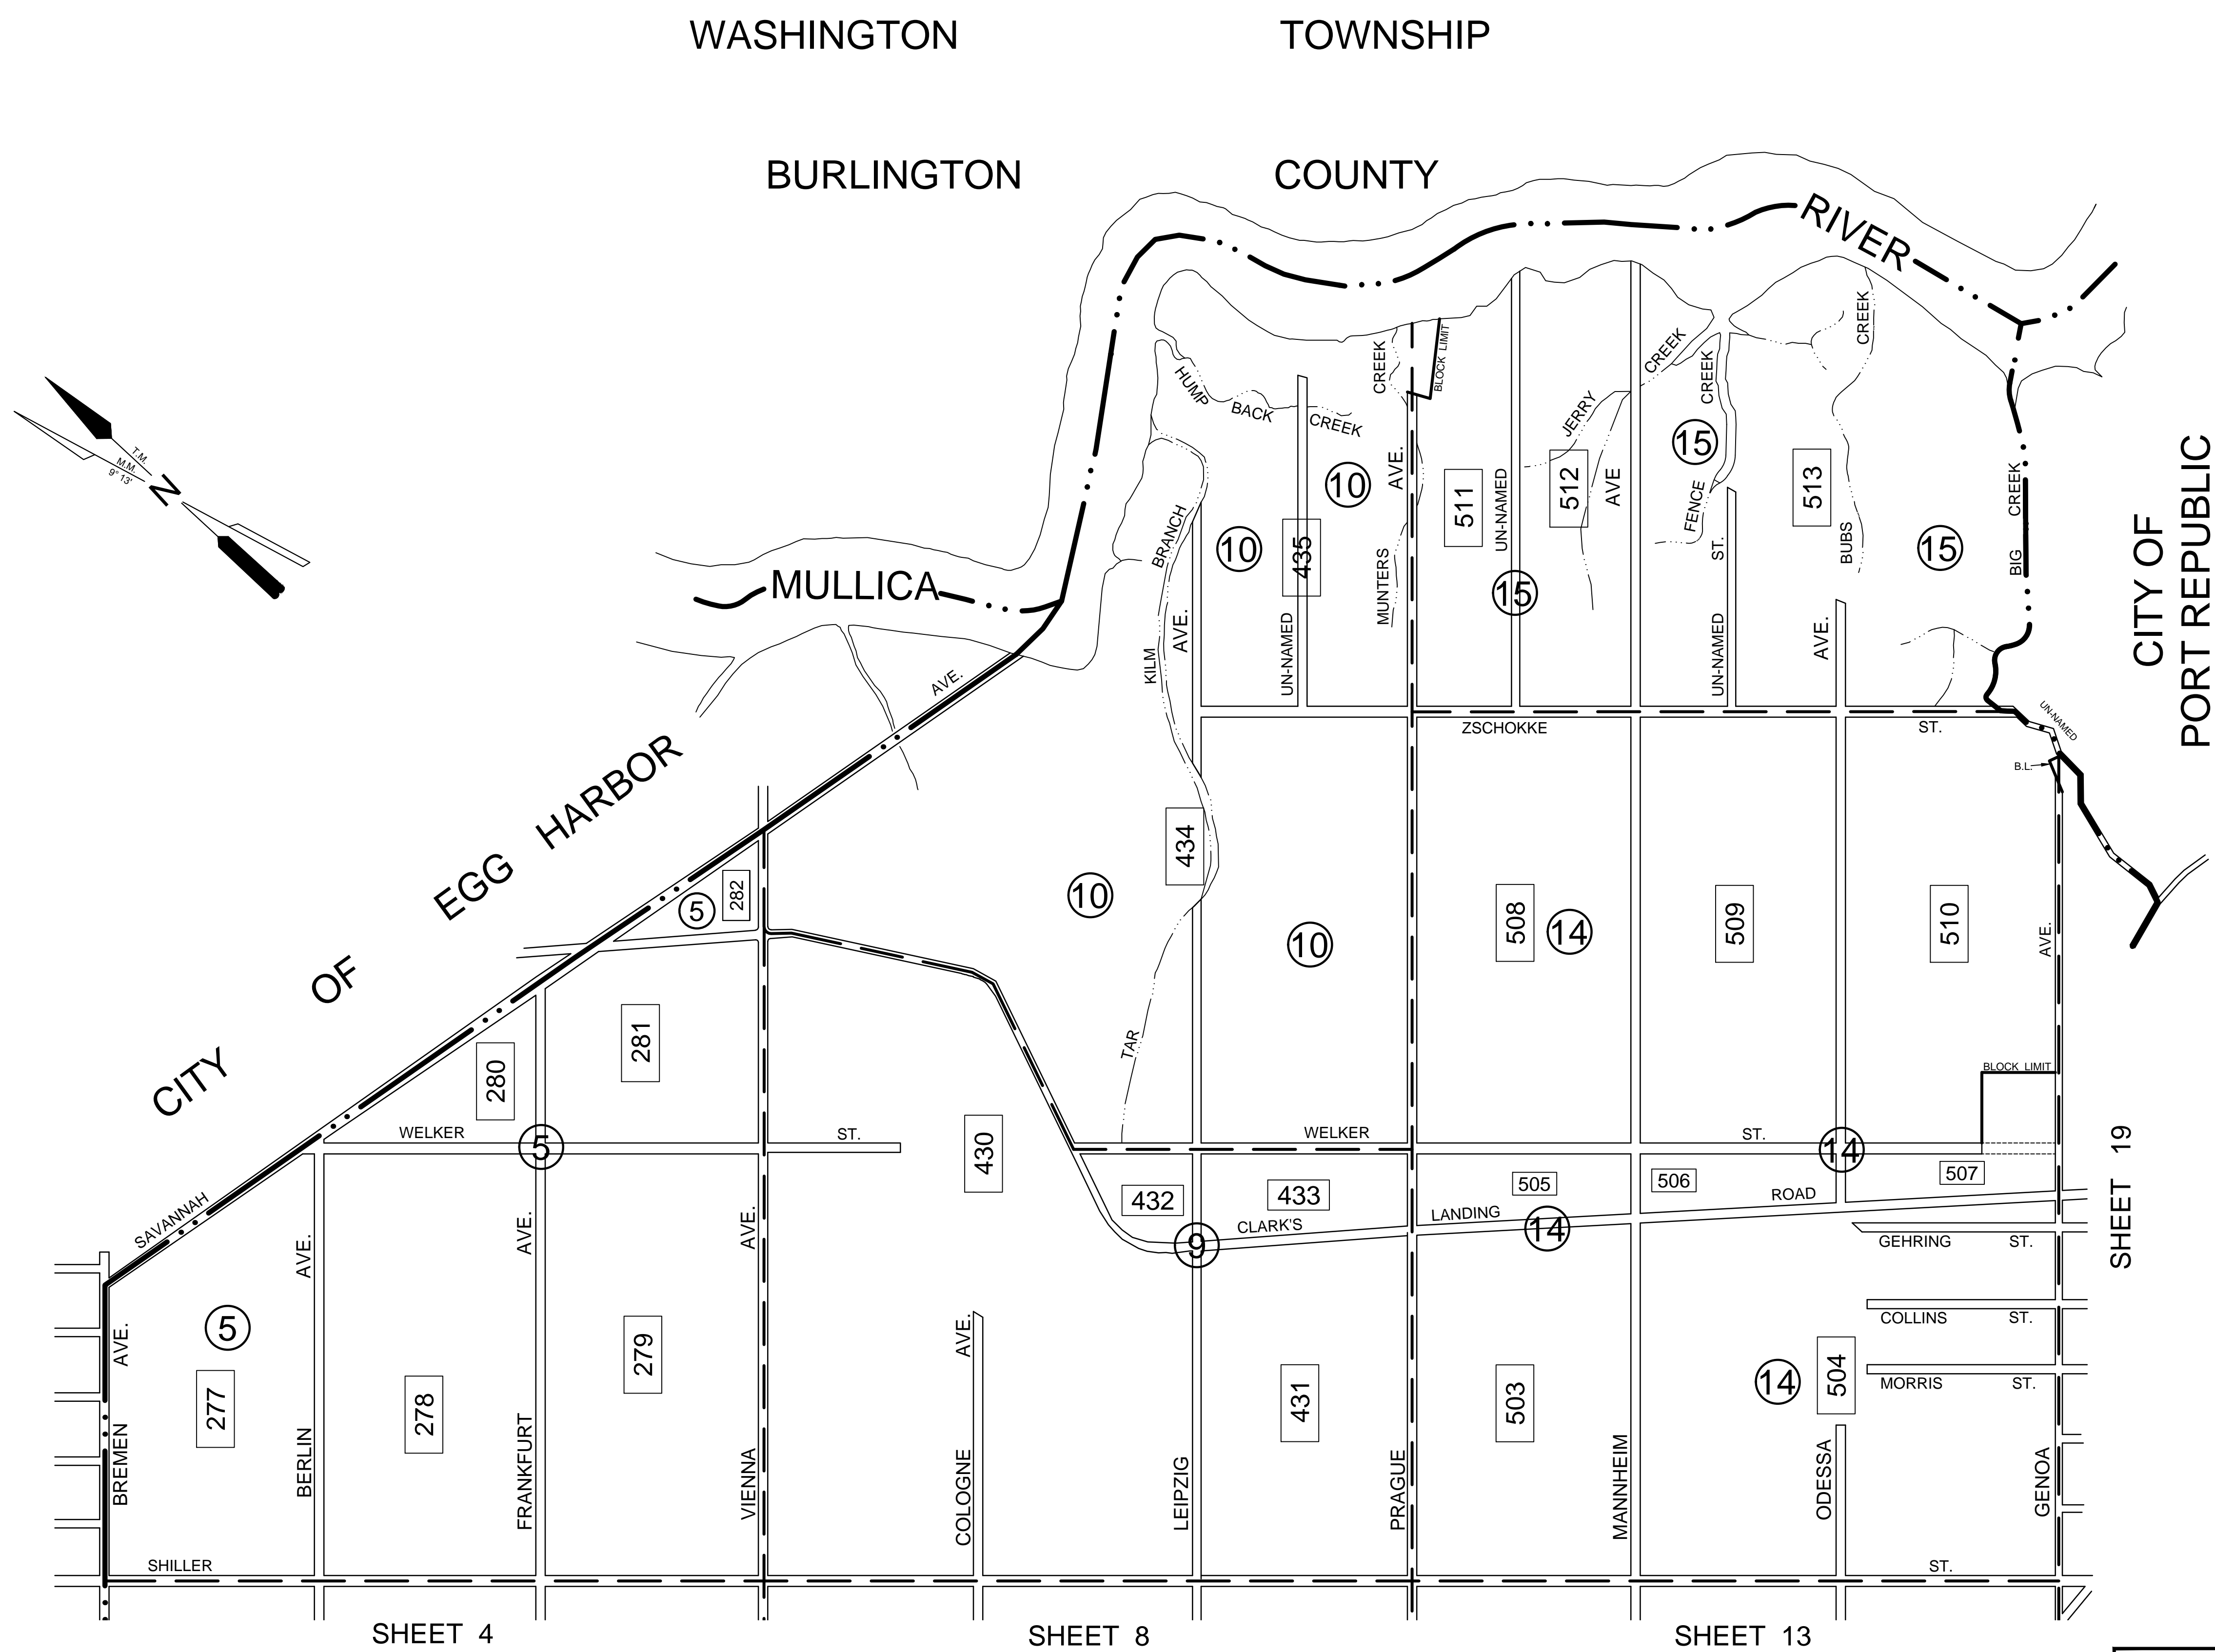 WASHINGTON TOWNSHIP
BURLINGTON COUNTY
RIVER
MULLICA
T.M.
M.M.
9° 13'
N
HUMP
BACK
CREEK
CREEK
BLOCK LIMIT
CREEK
JERRY
CREEK
CREEK
10
AVE.
511
UN-NAMED
512
AVE
15
FENCE
ST.
513
BUBS
15
BIG
CREEK
CITY OF
PORT REPUBLIC
BRANCH
10
435
MUNTERS
15
KILM
AVE.
UN-NAMED
UN-NAMED
AVE.
AVE.
ZSCHOKKE
ST.
UN-NAMED
B.L.
CITY OF EGG HARBOR
282
5
434
10
10
508
14
509
510
AVE.
281
280
TAR
BLOCK LIMIT
WELKER
5
ST.
430
WELKER
ST.
14
432
433
505
506
507
SAVANNAH
AVE.
AVE.
AVE.
9
CLARK'S
LANDING
14
ROAD
GEHRING ST.
SHEET 19
5
AVE.
279
AVE.
COLLINS ST.
277
278
431
503
14
504
MORRIS ST.
BREMEN
BERLIN
FRANKFURT
VIENNA
COLOGNE
LEIPZIG
PRAGUE
MANNHEIM
ODESSA
GENOA
SHILLER
ST.
SHEET 4
SHEET 8
SHEET 13